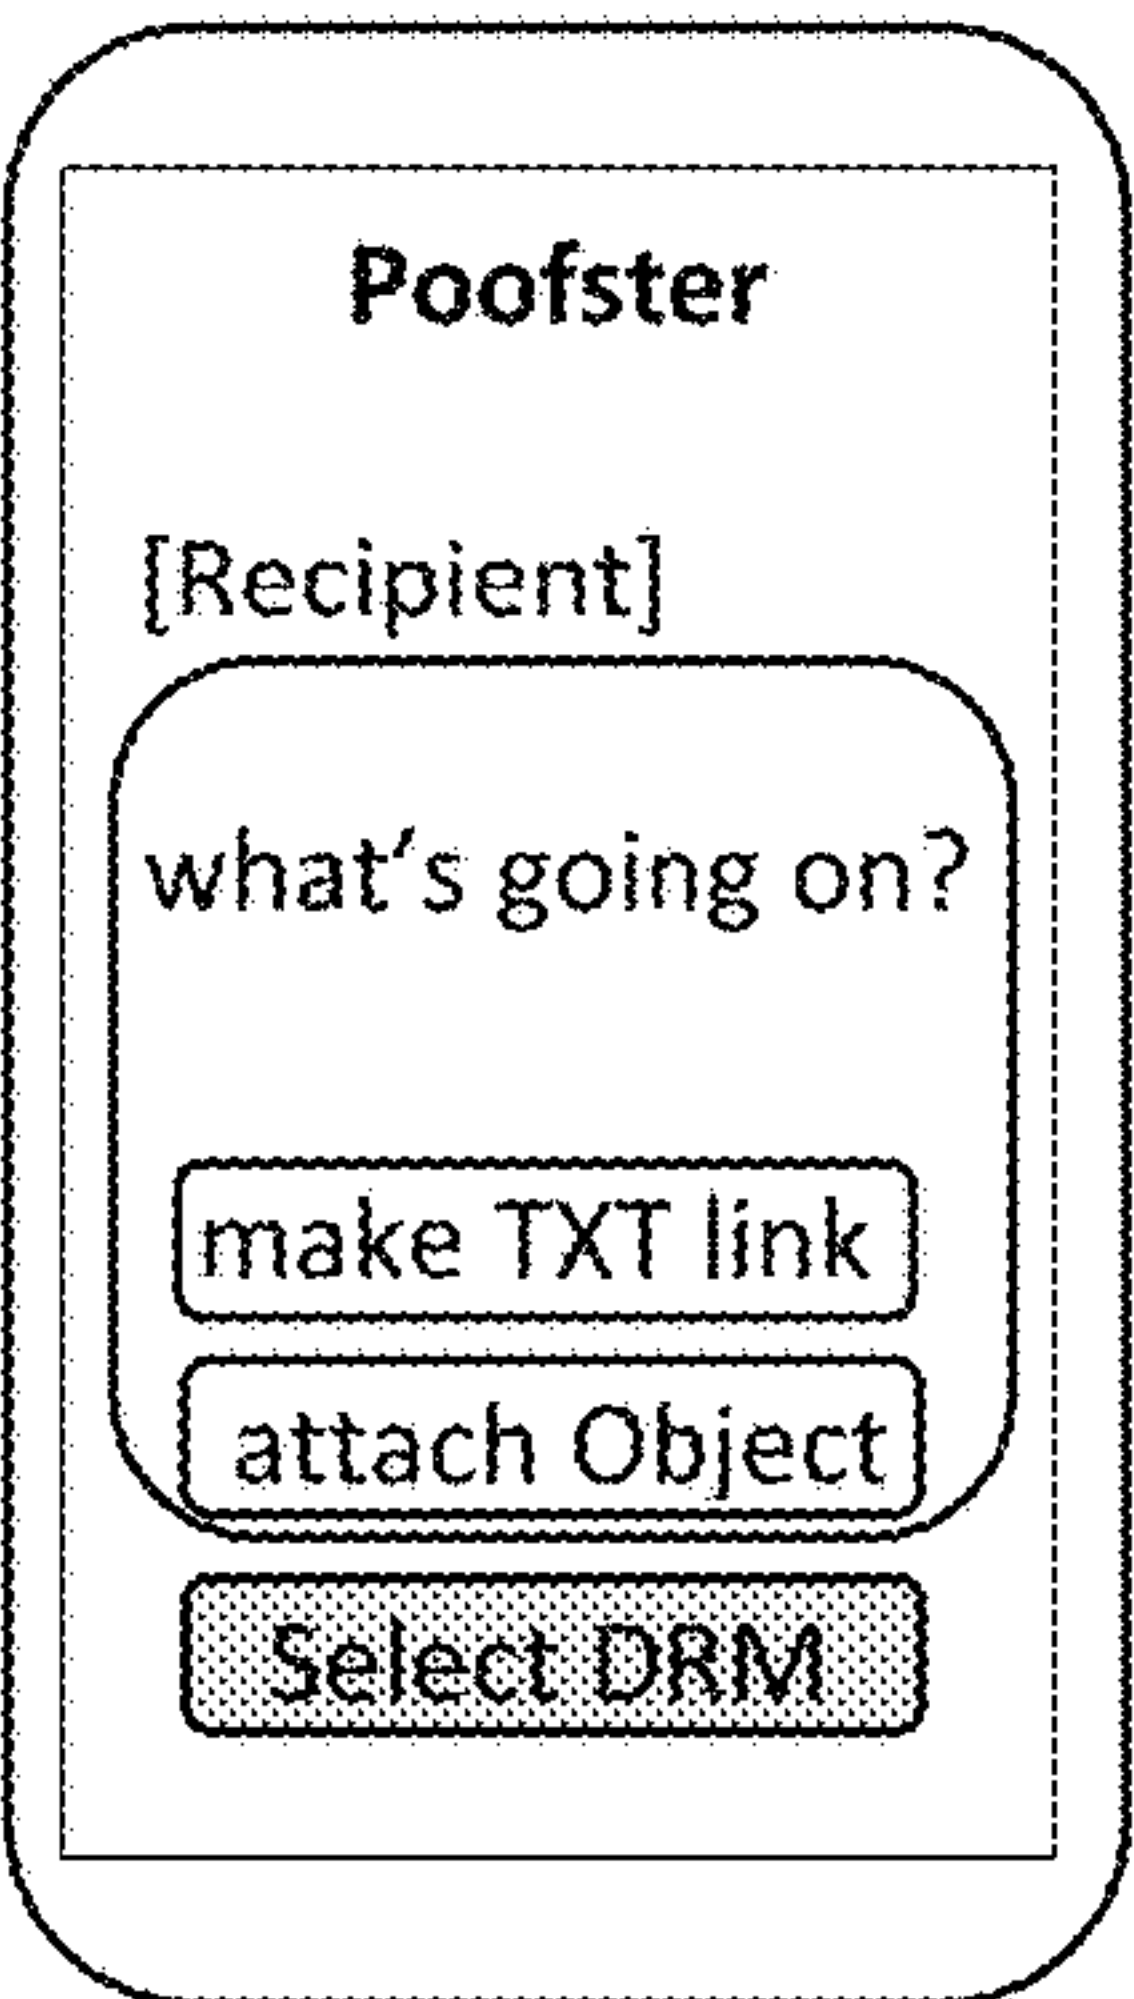 Poofster
[Recipient]
what's going on?
make TXT link
attach Object
Select DRM